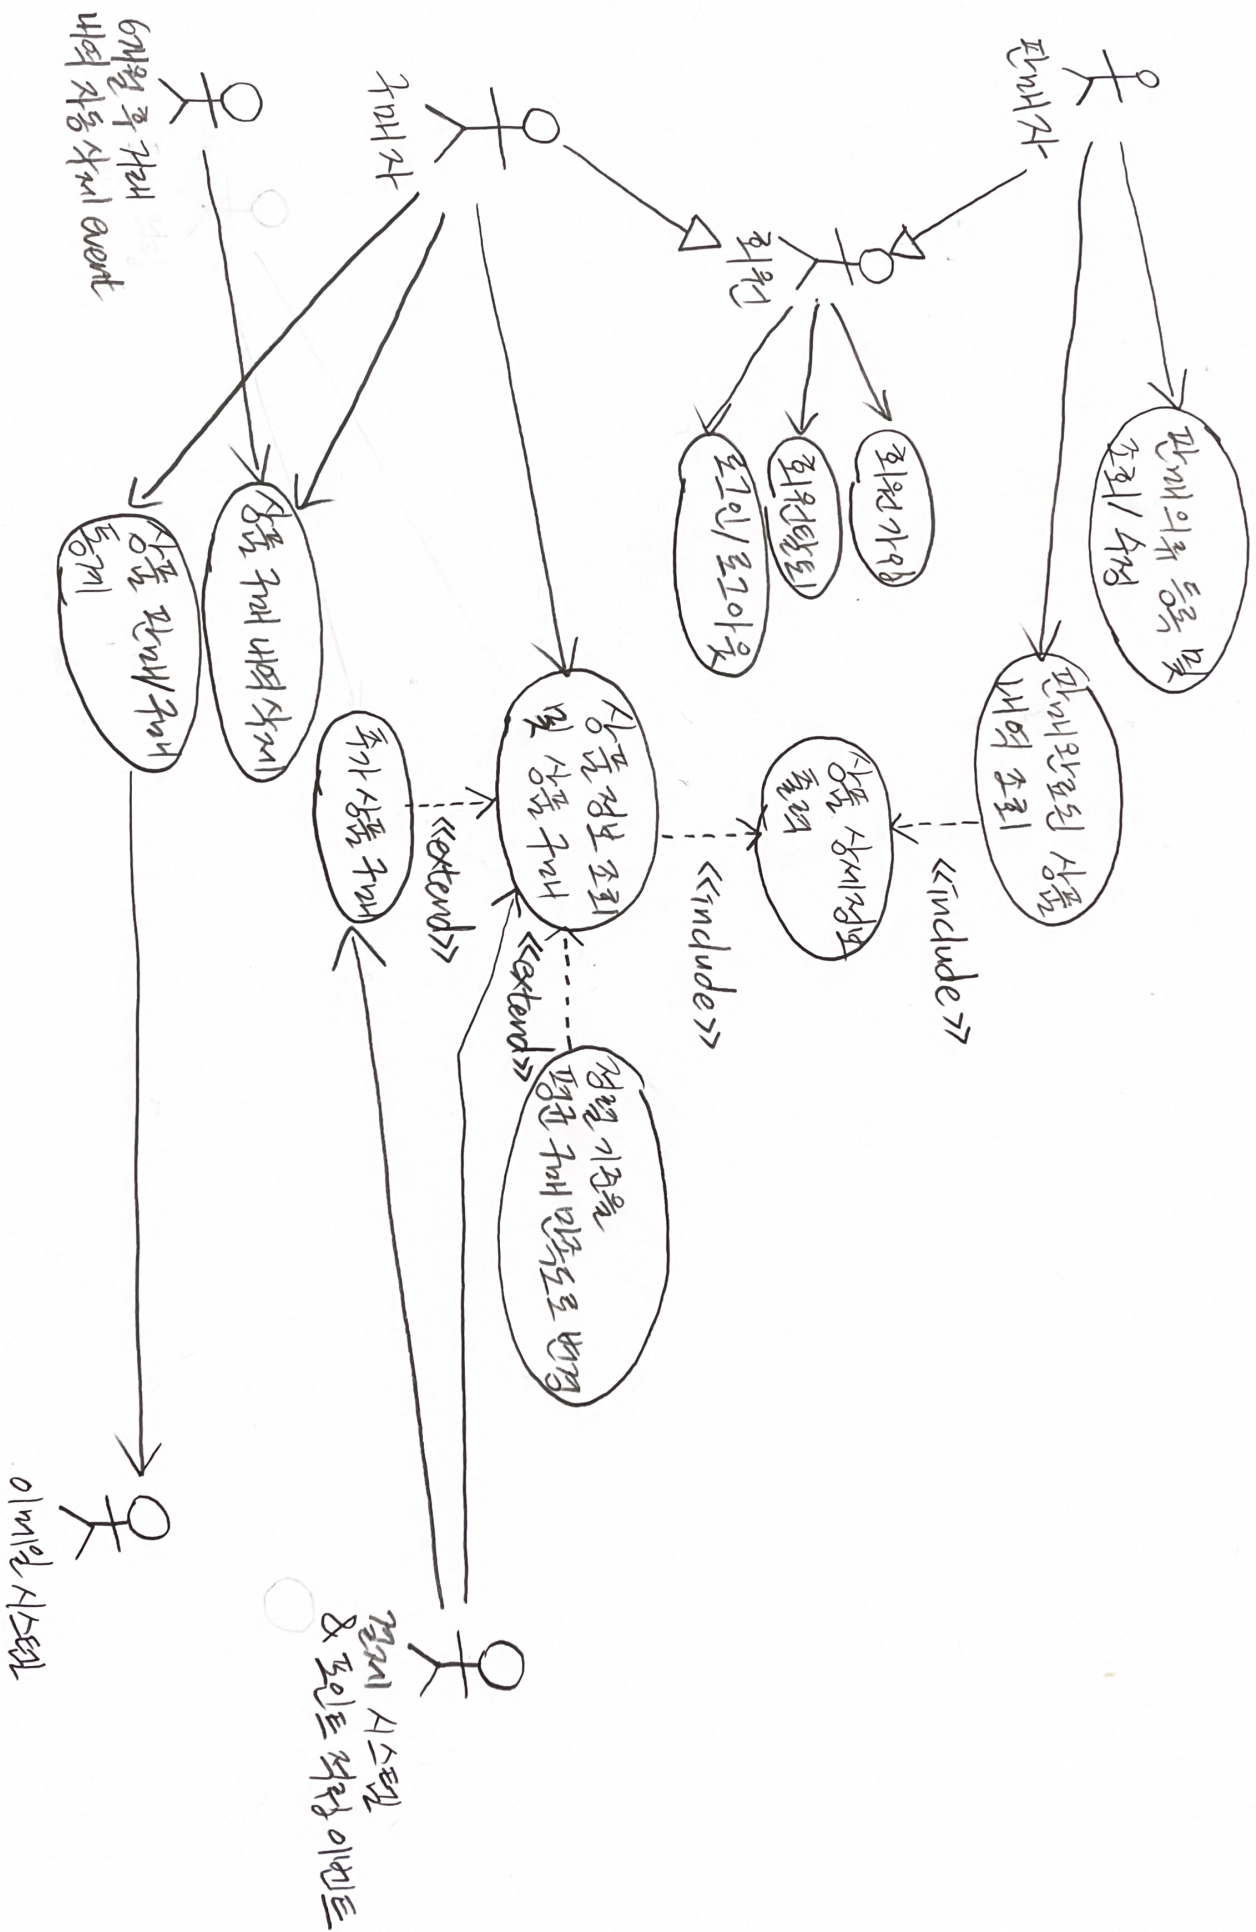 판매자
판매의류 등록 및
조회/수정
판매완료된 상품
내역 조회
<<include>>
회원
회원가입
회원탈퇴
로그인/로그아웃
상품 상세정보
출력
<<include>>
구매자
상품 정보 조회
및 상품 구매
<<extend>>
정렬 기준을
평균 구매만족도로 변경
추가 상품 구매
<<extend>>
결제 시스템
& 포인트 적립 이벤트
6개월 후 거래
내역 자동 삭제 event
상품 구매 내역 삭제
상품 판매/구매
통계
이메일 시스템